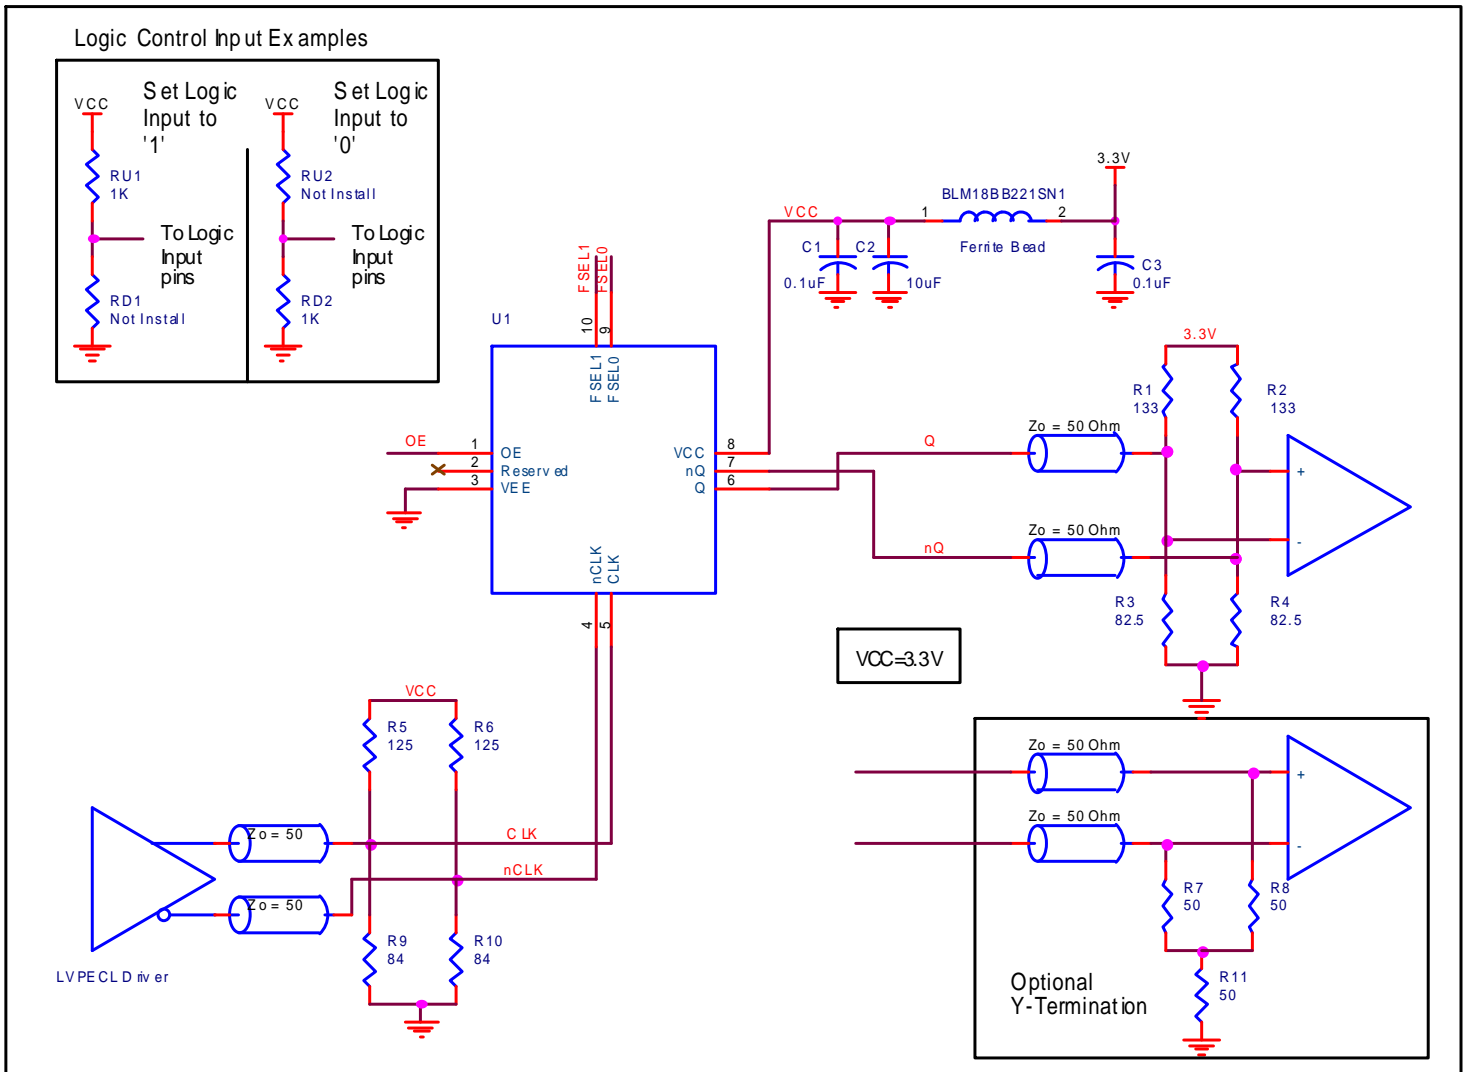 Logic Control Input Examples
VCC
Set Logic
Input to
'1'
VCC
Set Logic
Input to
'0'
RU1
1K
RU2
Not Install
To Logic
Input
pins
To Logic
Input
pins
RD1
Not Install
RD2
1K
3.3V
BLM18BB221SN1
VCC
1
2
Ferrite Bead
C1
0.1uF
C2
10uF
C3
0.1uF
FSEL1
FSEL0
U1
10
9
FSEL1
FSEL0
OE
1
OE
2
Reserved
3
VEE
VCC
8
nQ
7
Q
6
nCLK
CLK
4
5
3.3V
R1
133
R2
133
Q
Zo = 50 Ohm
+
nQ
Zo = 50 Ohm
-
R3
82.5
R4
82.5
VCC=3.3V
VCC
R5
125
R6
125
Zo = 50
CLK
nCLK
Zo = 50
R9
84
R10
84
LVPECL Driver
Zo = 50 Ohm
+
Zo = 50 Ohm
-
R7
50
R8
50
R11
50
Optional
Y-Termination